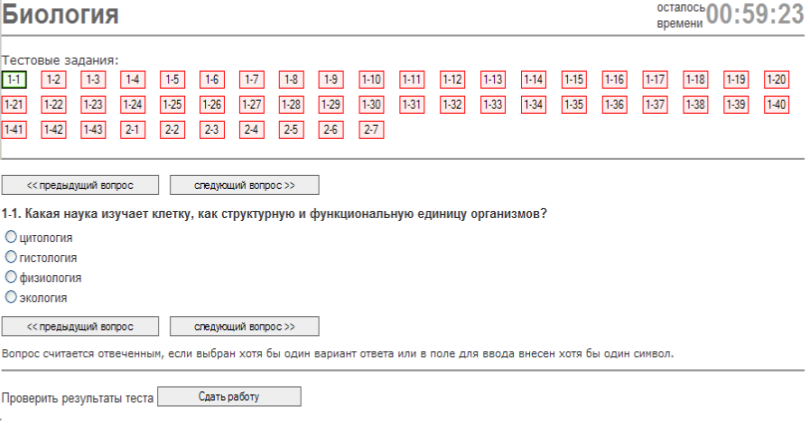 Биология
осталось времени 00:59:23
Тестовые задания:
1-1 1-2 1-3 1-4 1-5 1-6 1-7 1-8 1-9 1-10 1-11 1-12 1-13 1-14 1-15 1-16 1-17 1-18 1-19 1-20
1-21 1-22 1-23 1-24 1-25 1-26 1-27 1-28 1-29 1-30 1-31 1-32 1-33 1-34 1-35 1-36 1-37 1-38 1-39 1-40
1-41 1-42 1-43 2-1 2-2 2-3 2-4 2-5 2-6 2-7
<< предыдущий вопрос следующий вопрос >>
1-1. Какая наука изучает клетку, как структурную и функциональную единицу организмов?
цитология
гистология
физиология
экология
<< предыдущий вопрос следующий вопрос >>
Вопрос считается отвеченным, если выбран хотя бы один вариант ответа или в поле для ввода внесен хотя бы один символ.
Проверить результаты теста Сдать работу